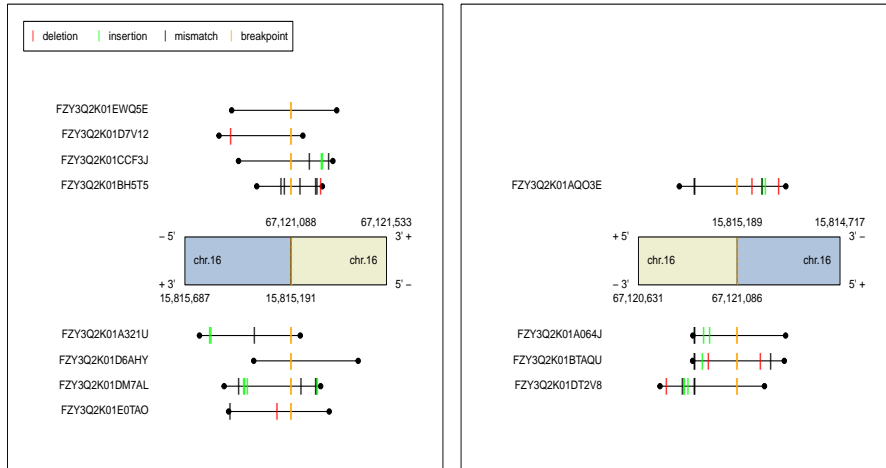 deletion insertion mismatch breakpoint
FZY3Q2K01EWQ5E
FZY3Q2K01D7V12
FZY3Q2K01CCF3J
FZY3Q2K01BH5T5
67,121,088 67,121,533
− 5' 3' +
chr.16 chr.16
+ 3' 5' −
15,815,687 15,815,191
FZY3Q2K01A321U
FZY3Q2K01D6AHY
FZY3Q2K01DM7AL
FZY3Q2K01E0TAO
FZY3Q2K01AQO3E
15,815,189 15,814,717
+ 5' 3' −
chr.16 chr.16
− 3' 5' +
67,120,631 67,121,086
FZY3Q2K01A064J
FZY3Q2K01BTAQU
FZY3Q2K01DT2V8